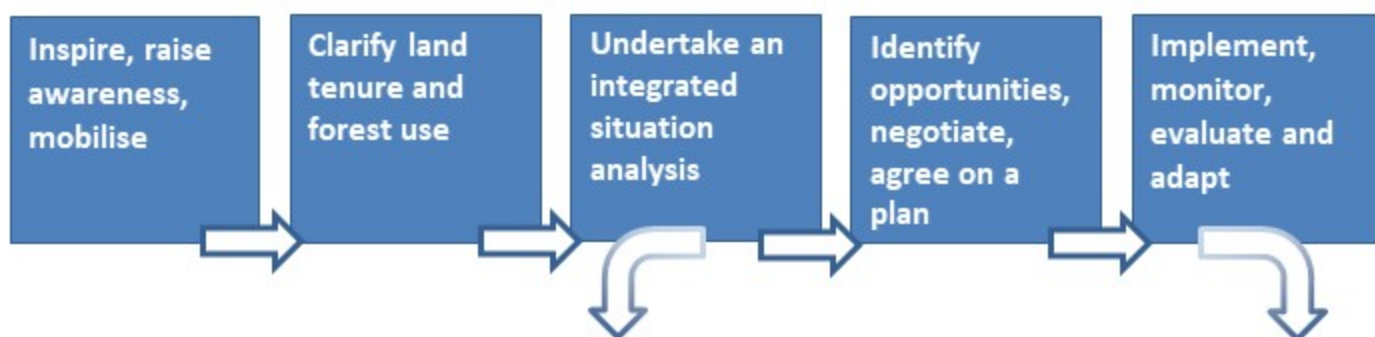 Inspire, raise
awareness,
mobilise
Clarify land
tenure and
forest use
Undertake an
integrated
situation
analysis
Identify
opportunities,
negotiate,
agree on a
plan
Implement,
monitor,
evaluate and
adapt